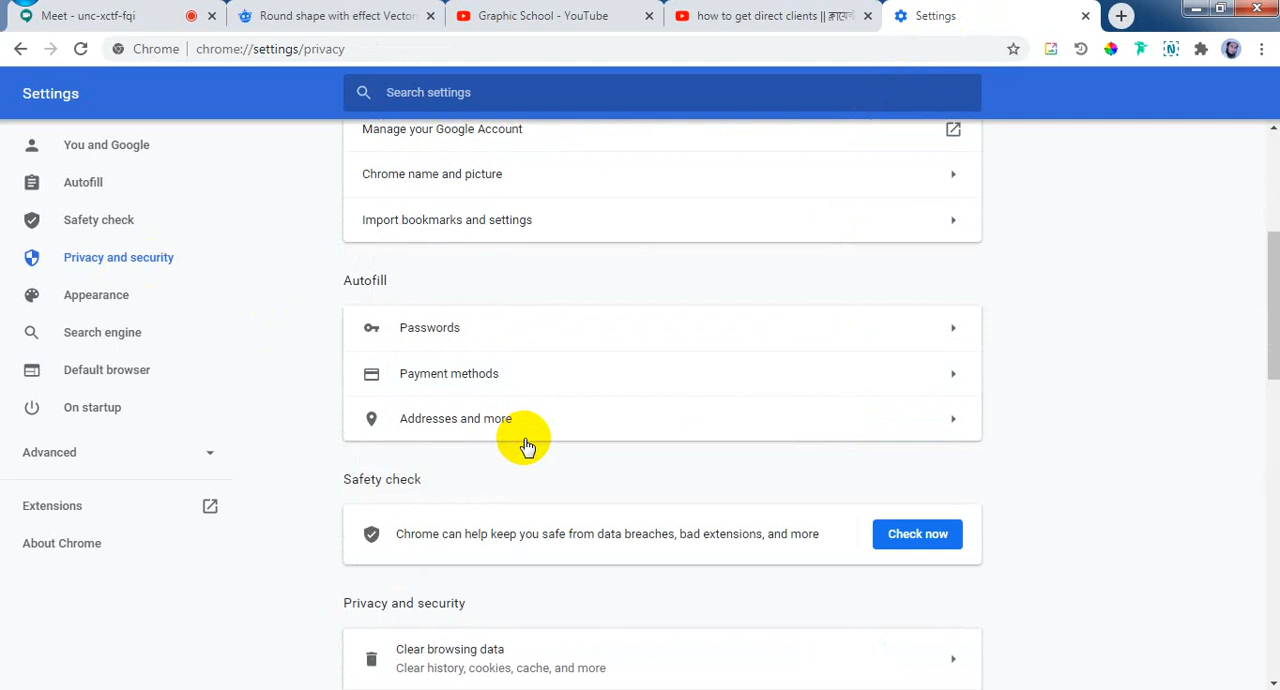 Meet - unc-xctf-fqi
Round shape with effect Vector
Graphic School - YouTube
how to get direct clients || ক্লায়েন্ট
Settings
Chrome
chrome://settings/privacy
Settings
Search settings
You and Google
Autofill
Safety check
Privacy and security
Appearance
Search engine
Default browser
On startup
Advanced
Extensions
About Chrome
Manage your Google Account
Chrome name and picture
Import bookmarks and settings
Autofill
Passwords
Payment methods
Addresses and more
Safety check
Chrome can help keep you safe from data breaches, bad extensions, and more
Check now
Privacy and security
Clear browsing data
Clear history, cookies, cache, and more